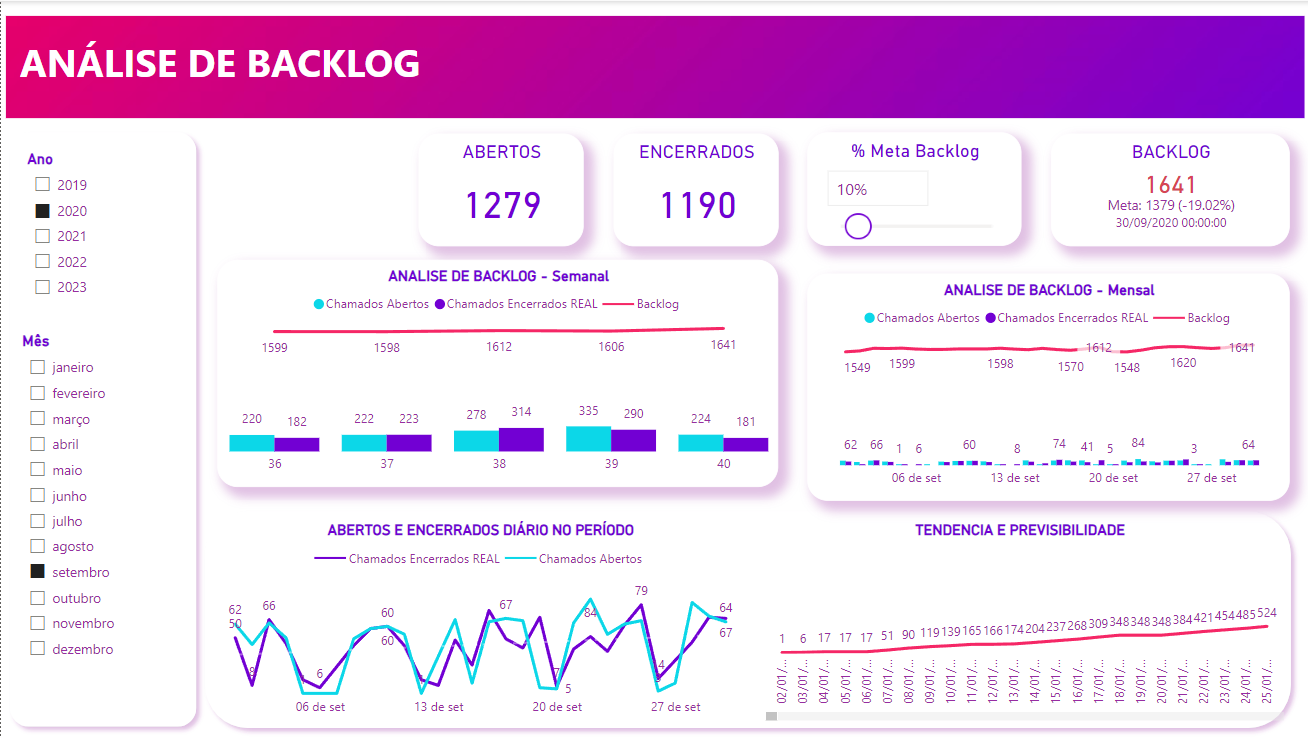 ANÁLISE DE BACKLOG
Ano
2019
2020
2021
2022
2023
Mês
janeiro
fevereiro
março
abril
maio
junho
julho
agosto
setembro
outubro
novembro
dezembro
ABERTOS
1279
ENCERRADOS
1190
% Meta Backlog
10%
BACKLOG
1641
Meta: 1379 (-19.02%)
30/09/2020 00:00:00
ANALISE DE BACKLOG - Semanal
Chamados Abertos Chamados Encerrados REAL Backlog
1599 1598 1612 1606 1641
220 182 222 223 278 314 335 290 224 181
36 37 38 39 40
ANALISE DE BACKLOG - Mensal
Chamados Abertos Chamados Encerrados REAL Backlog
1549 1599 1598 1570 1612 1548 1620 1641
62 66 1 6 60 8 74 41 5 84 3 64
06 de set 13 de set 20 de set 27 de set
ABERTOS E ENCERRADOS DIÁRIO NO PERÍODO
Chamados Encerrados REAL Chamados Abertos
62 66 60 67 84 79 64
50 6 60 7 5 4 67
06 de set 13 de set 20 de set 27 de set
TENDENCIA E PREVISIBILIDADE
1 6 17 17 17 51 90 119 139 165 166 174 204 237 268 309 348 348 348 384 421 454 485 524
02/01/... 03/01/... 04/01/... 05/01/... 06/01/... 07/01/... 08/01/... 09/01/... 10/01/... 11/01/... 12/01/... 13/01/... 14/01/... 15/01/... 16/01/... 17/01/... 18/01/... 19/01/... 20/01/... 21/01/... 22/01/... 23/01/... 24/01/... 25/01/...